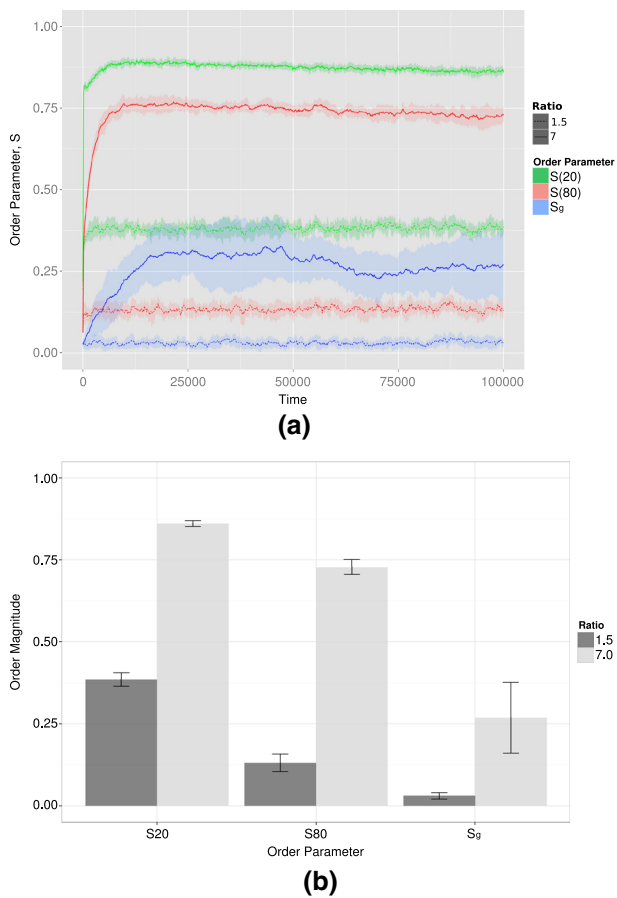 1.00
0.75
0.50
0.25
0.00
Order Parameter, S
0
25000
50000
75000
100000
Time
Ratio
1.5
7
Order Parameter
S(20)
S(80)
Sg
(a)
1.00
0.75
0.50
0.25
0.00
Order Magnitude
S20
S80
Sg
Order Parameter
Ratio
1.5
7.0
(b)